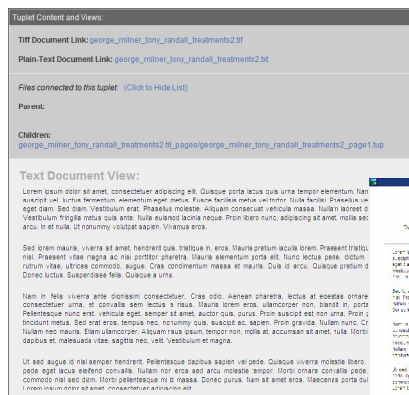 Tuplet Content and Views:
Tiff Document Link: george_milner_tony_randall_treatments2.tif
Plain-Text Document Link: george_milner_tony_randall_treatments2.txt
Files connected to this tuplet: (Click to Hide List)
Parent:
Children:
george_milner_tony_randall_treatments2.tif_pages/george_milner_tony_randall_treatments2_page1.tup
Text Document View:
Lorem ipsum dolor sit amet, consectetuer adipiscing elit. Quisque porta lacus quis urna tempor elementum. Nan
suscipit vel, luctus fermentum, elementum eget, metus. Fusce facilisis metus vel tortor. Nulla facilisi. Phasellus ve
eget diam. Sed diam. Vestibulum erat. Phasellus molestie. Aliquam consequat vehicula massa. Nullam laoreet d
Vestibulum fringilla metus quis ante. Nulla euismod lacinia neque. Proin libero nunc, adipiscing sit amet, mollis sec
arcu. In et nulla. Ut nonummy volutpat sapien. Vivamus eros.
Sed lorem mauris, viverra sit amet, hendrerit quis, tristique in, eros. Mauris pretium iaculis lorem. Praesent tristiqu
nisl. Praesent vitae magna ac nisi porttitor pharetra. Mauris elementum porta elit. Nunc lectus pede, dictum
rutrum vitae, ultrices commodo, augue. Cras condimentum massa et mauris. Duis id arcu. Quisque pretium d
Donec luctus. Suspendisse felis. Quisque a urna.
Nam in felis viverra ante dignissim consectetuer. Cras odio. Aenean pharetra, lectus at egestas ornare
consectetuer urna, et convallis sem lectus s risus. Mauris lorem eros, ullamcorper non, blandit in, porta
Pellentesque nunc erat, vehicula eget, semper sit amet, auctor quis, purus. Proin suscipit est non urna. Proin
tincidunt metus. Sed erat eros, tempus nec, nonummy quis, suscipit ac, sapien. Proin gravida. Nullam nunc. Cr
Nullam nec mauris. Etiam ullamcorper. Aliquam risus ipsum, tempor non, mollis at, accumsan sit amet, nulla. Morbi
dapibus et, malesuada vitae, sagittis nec, velit. Vestibulum et magna.
Ut sed augue id nisl semper hendrerit. Pellentesque dapibus sapien vel pede. Quisque viverra molestie libero.
pede eget lacus eleifend convallis. Nullam nor eros sed arcu molestie tempor. Morbi ornare convallis pede.
commodo nisl sed diam. Morbi pellentesque mi id massa. Donec purus. Nam sit amet eros. Maecenas porta dui
Lorem ipsum dolor sit amet, consectetuer adipiscing elit.